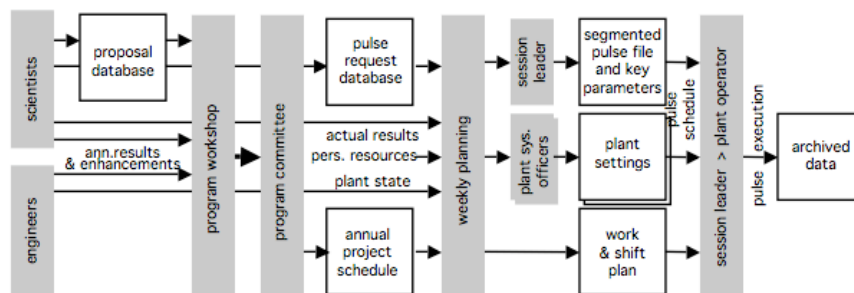 scientists
engineers
proposal
database
ann.results
& enhancements
program workshop
program committee
pulse
request
database
actual results
pers. resources
plant state
annual
project
schedule
weekly planning
session
leader
plant sys.
officers
segmented
pulse file
and key
parameters
plant
settings
work
& shift
plan
pulse
schedule
session leader > plant operator
pulse execution
archived
data